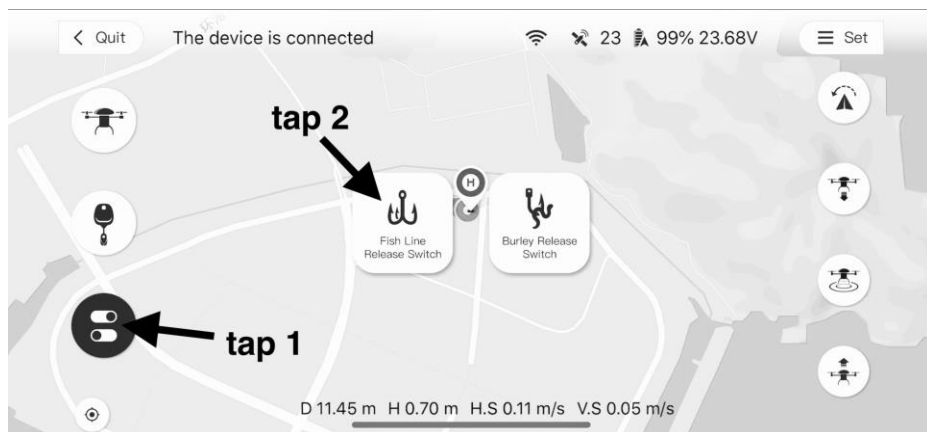 Quit
The device is connected
23
99% 23.68V
Set
tap 2
H
Fish Line
Release Switch
Burley Release
Switch
tap 1
D 11.45 m H 0.70 m H.S 0.11 m/s V.S 0.05 m/s